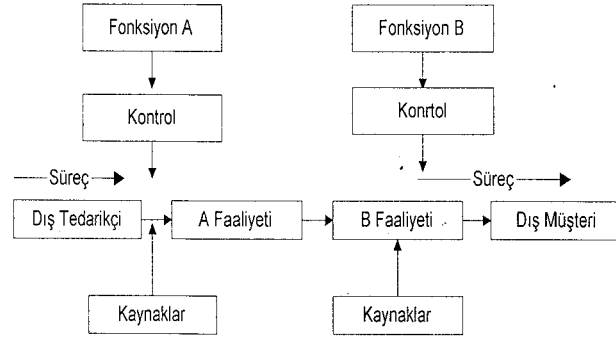 Fonksiyon A
Fonksiyon B
Kontrol
Konrtol
Süreç
Süreç
Dış Tedarikçi
A Faaliyeti
B Faaliyeti
Dış Müşteri
Kaynaklar
Kaynaklar